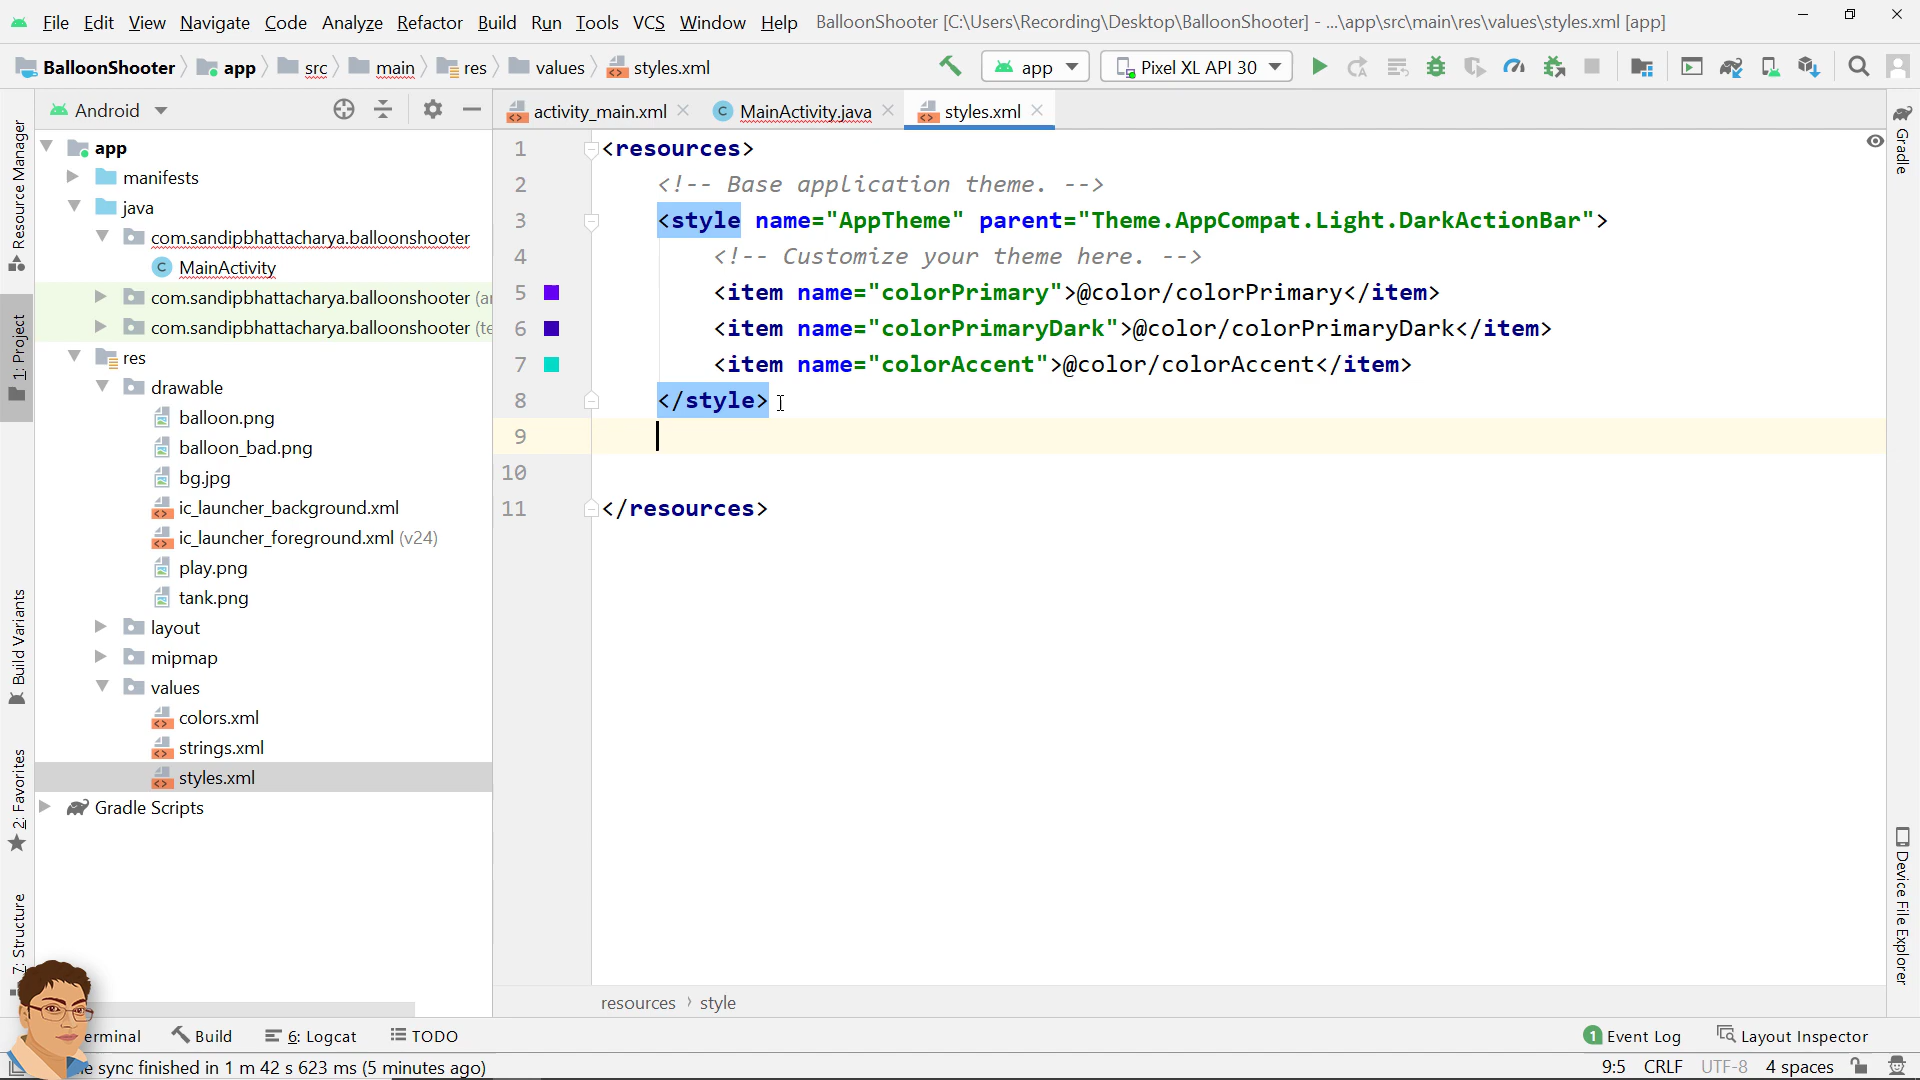 File Edit View Navigate Code Analyze Refactor Build Run Tools VCS Window Help BalloonShooter [C:\Users\Recording\Desktop\BalloonShooter] - ...\app\src\main\res\values\styles.xml [app]
BalloonShooter app src main res values styles.xml app Pixel XL API 30
Android activity_main.xml MainActivity.java styles.xml
Resource Manager
1: Project
Build Variants
2: Favorites
7: Structure
app
manifests
java
com.sandipbhattacharya.balloonshooter
MainActivity
com.sandipbhattacharya.balloonshooter
com.sandipbhattacharya.balloonshooter (te
res
drawable
balloon.png
balloon_bad.png
bg.jpg
ic_launcher_background.xml
ic_launcher_foreground.xml (v24)
play.png
tank.png
layout
mipmap
values
colors.xml
strings.xml
styles.xml
Gradle Scripts
1 <resources>
2 <!-- Base application theme. -->
3 <style name="AppTheme" parent="Theme.AppCompat.Light.DarkActionBar">
4 <!-- Customize your theme here. -->
5 <item name="colorPrimary">@color/colorPrimary</item>
6 <item name="colorPrimaryDark">@color/colorPrimaryDark</item>
7 <item name="colorAccent">@color/colorAccent</item>
8 </style>
9
10
11 </resources>
Gradle
Device File Explorer
resources › style
erminal Build 6: Logcat TODO 1 Event Log Layout Inspector
sync finished in 1 m 42 s 623 ms (5 minutes ago) 9:5 CRLF UTF-8 4 spaces